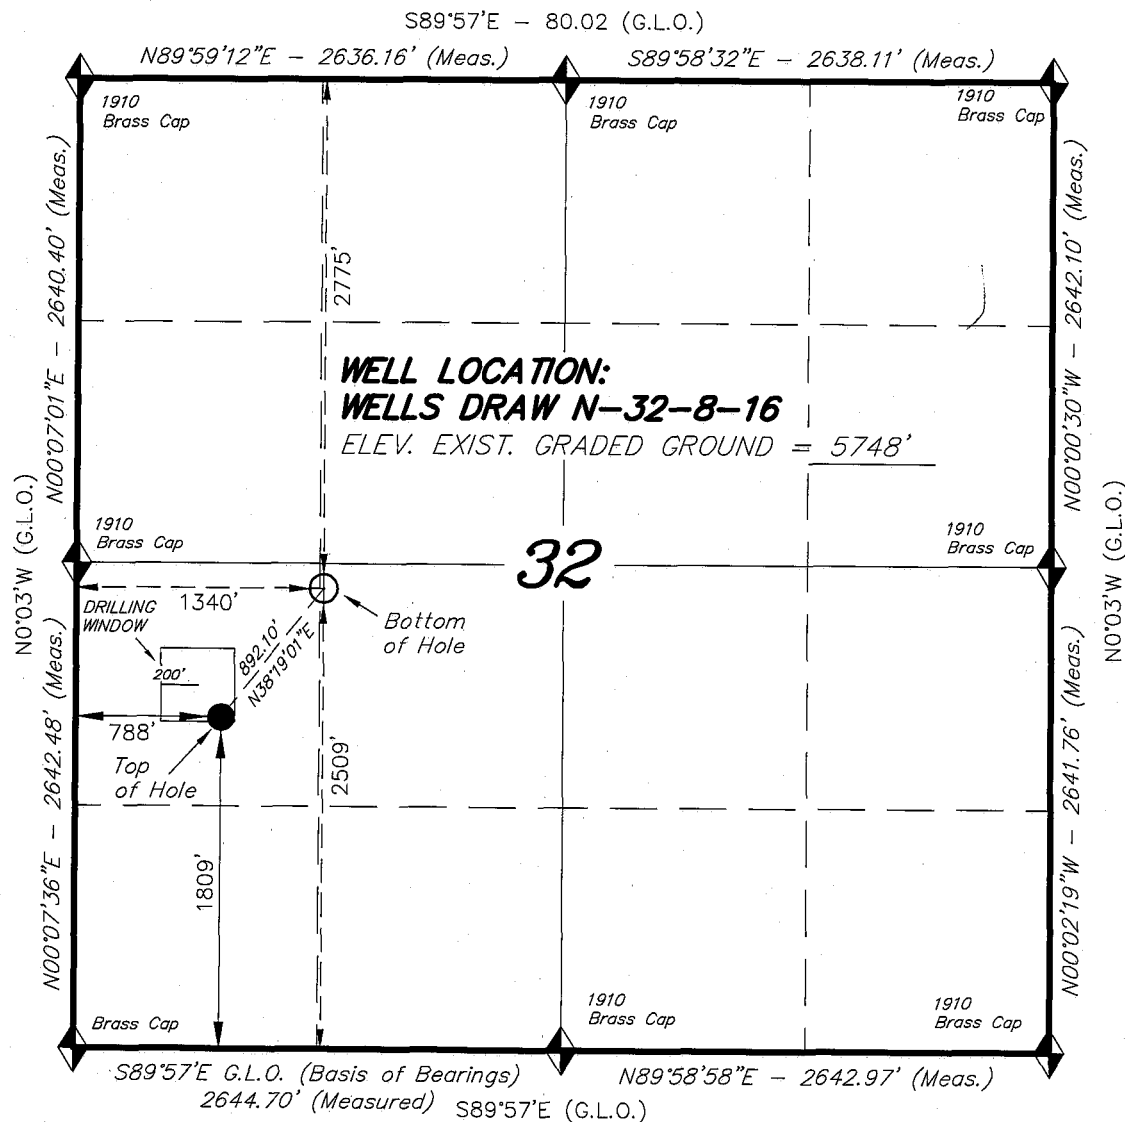 S89°57'E - 80.02 (G.L.O.)
N89°59'12"E - 2636.16' (Meas.)
S89°58'32"E - 2638.11' (Meas.)
1910
Brass Cap
1910
Brass Cap
1910
Brass Cap
N00°07'01"E - 2640.40' (Meas.)
N00°00'30"W - 2642.10' (Meas.)
2775'
WELL LOCATION:
WELLS DRAW N-32-8-16
ELEV. EXIST. GRADED GROUND = 5748'
N0°03'W (G.L.O.)
N0°03'W (G.L.O.)
1910
Brass Cap
1910
Brass Cap
32
1340'
DRILLING
WINDOW
200'
892.10'
N38°19'01"E
Bottom
of Hole
788'
Top
of Hole
2509'
1809'
N00°07'36"E - 2642.48' (Meas.)
N00°02'19"W - 2641.76' (Meas.)
Brass Cap
1910
Brass Cap
1910
Brass Cap
S89°57'E G.L.O. (Basis of Bearings)
2644.70' (Measured)
N89°58'58"E - 2642.97' (Meas.)
S89°57'E (G.L.O.)